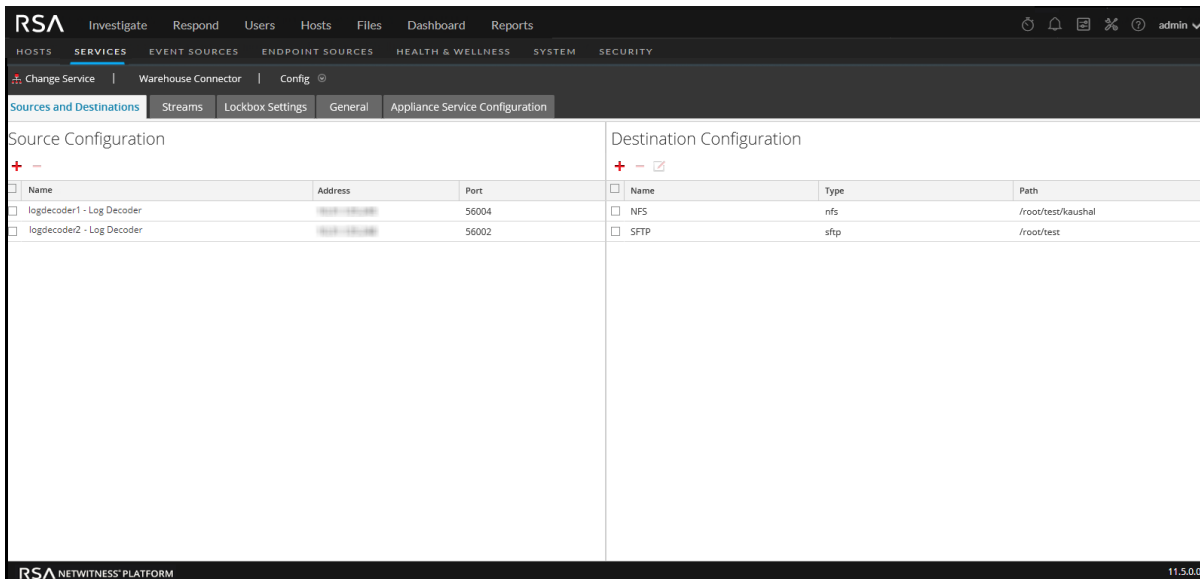 RSA Investigate Respond Users Hosts Files Dashboard Reports admin
HOSTS SERVICES EVENT SOURCES ENDPOINT SOURCES HEALTH & WELLNESS SYSTEM SECURITY
Change Service | Warehouse Connector | Config
Sources and Destinations Streams Lockbox Settings General Appliance Service Configuration
Source Configuration
Name Address Port
logdecoder1 - Log Decoder 56004
logdecoder2 - Log Decoder 56002
Destination Configuration
Name Type Path
NFS nfs /root/test/kaushal
SFTP sftp /root/test
RSA NETWITNESS® PLATFORM 11.5.0.0